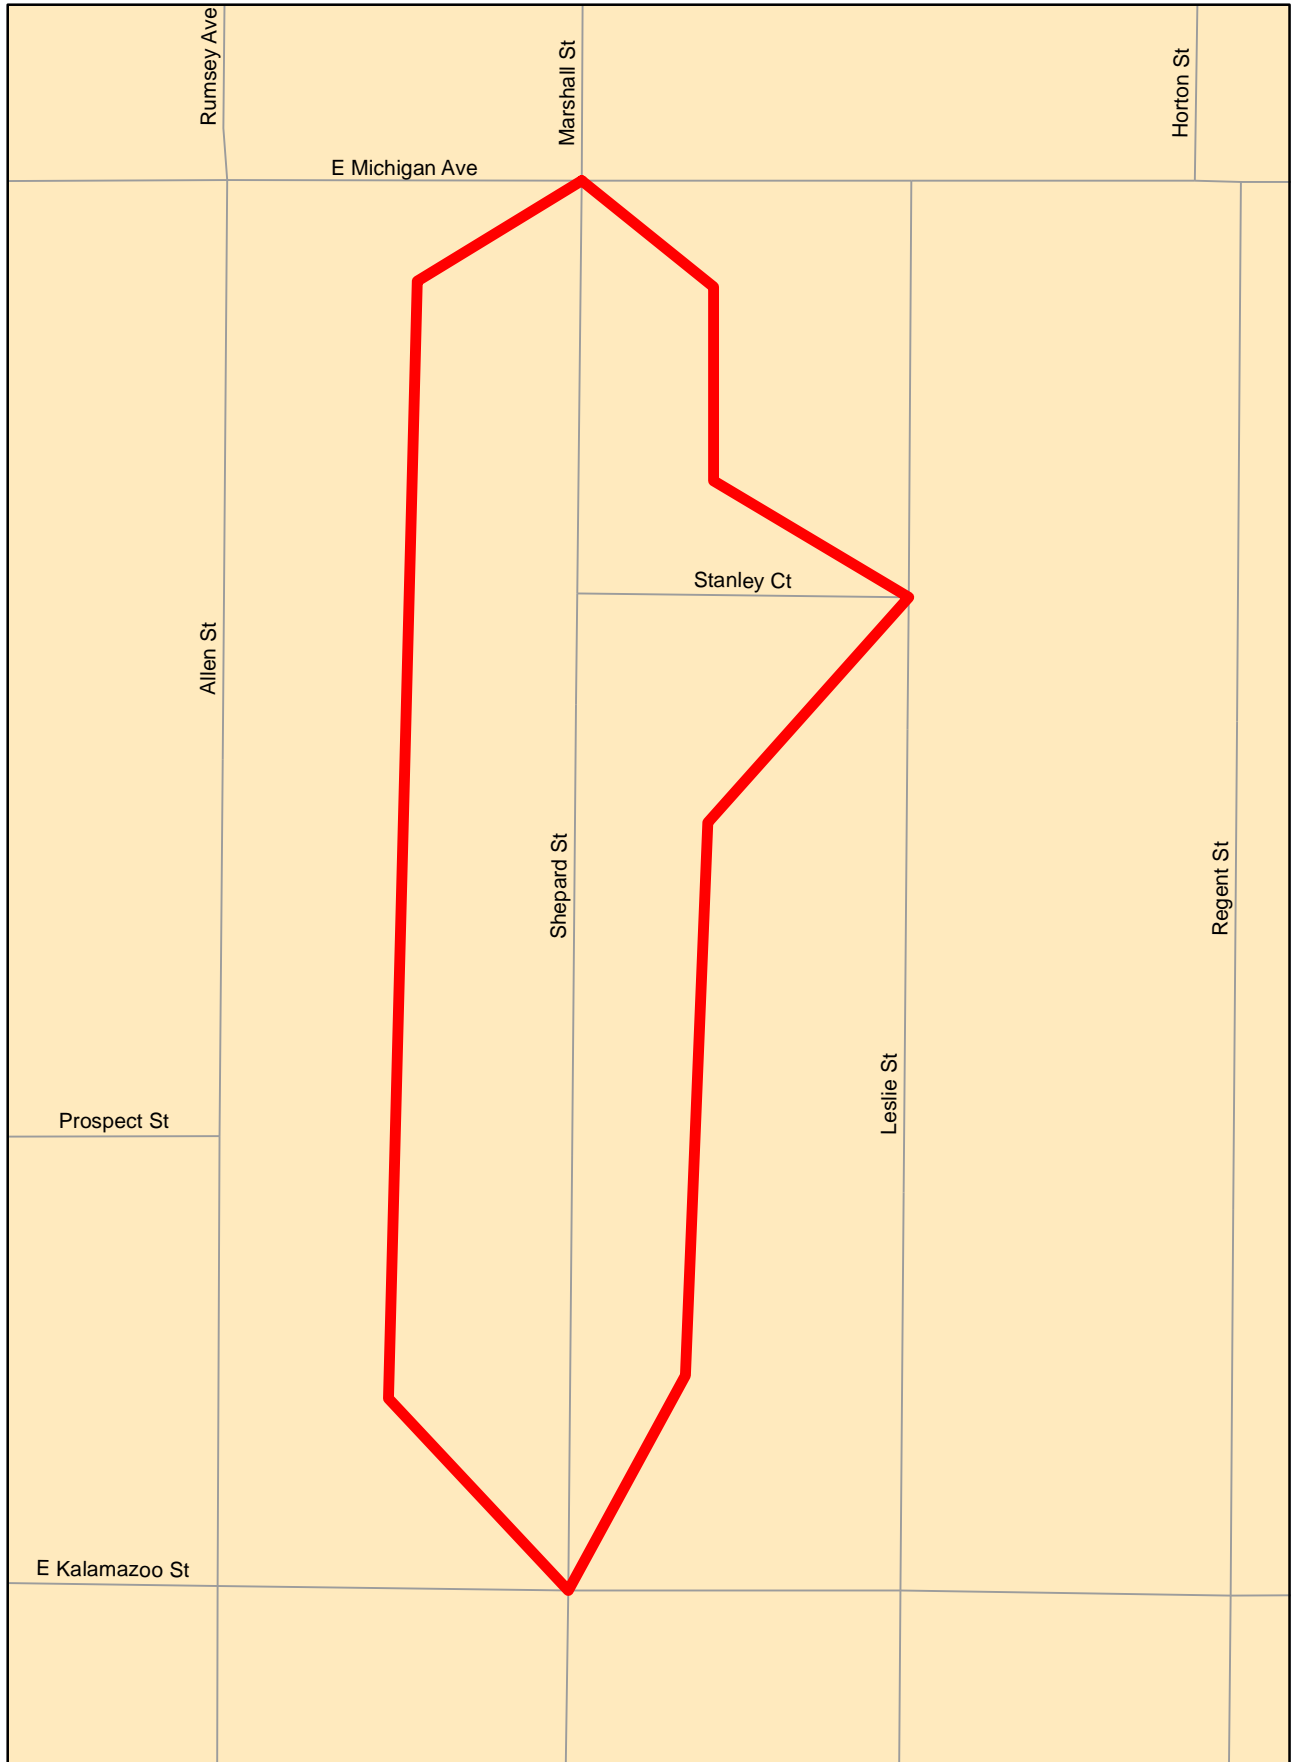 Rumsey Ave
Marshall St
Horton St
E Michigan Ave
Stanley Ct
Allen St
Shepard St
Regent St
Leslie St
Prospect St
E Kalamazoo St